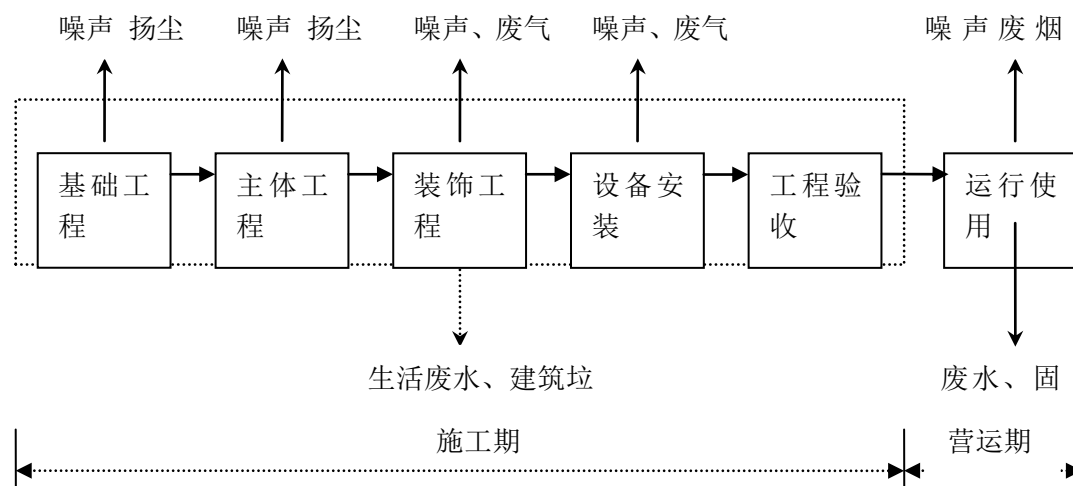 噪声 扬尘 噪声 扬尘 噪声、废气 噪声、废气 噪声废烟
基础工程 主体工程 装饰工程 设备安装 工程验收 运行使用
生活废水、建筑垃 废水、固
施工期 营运期